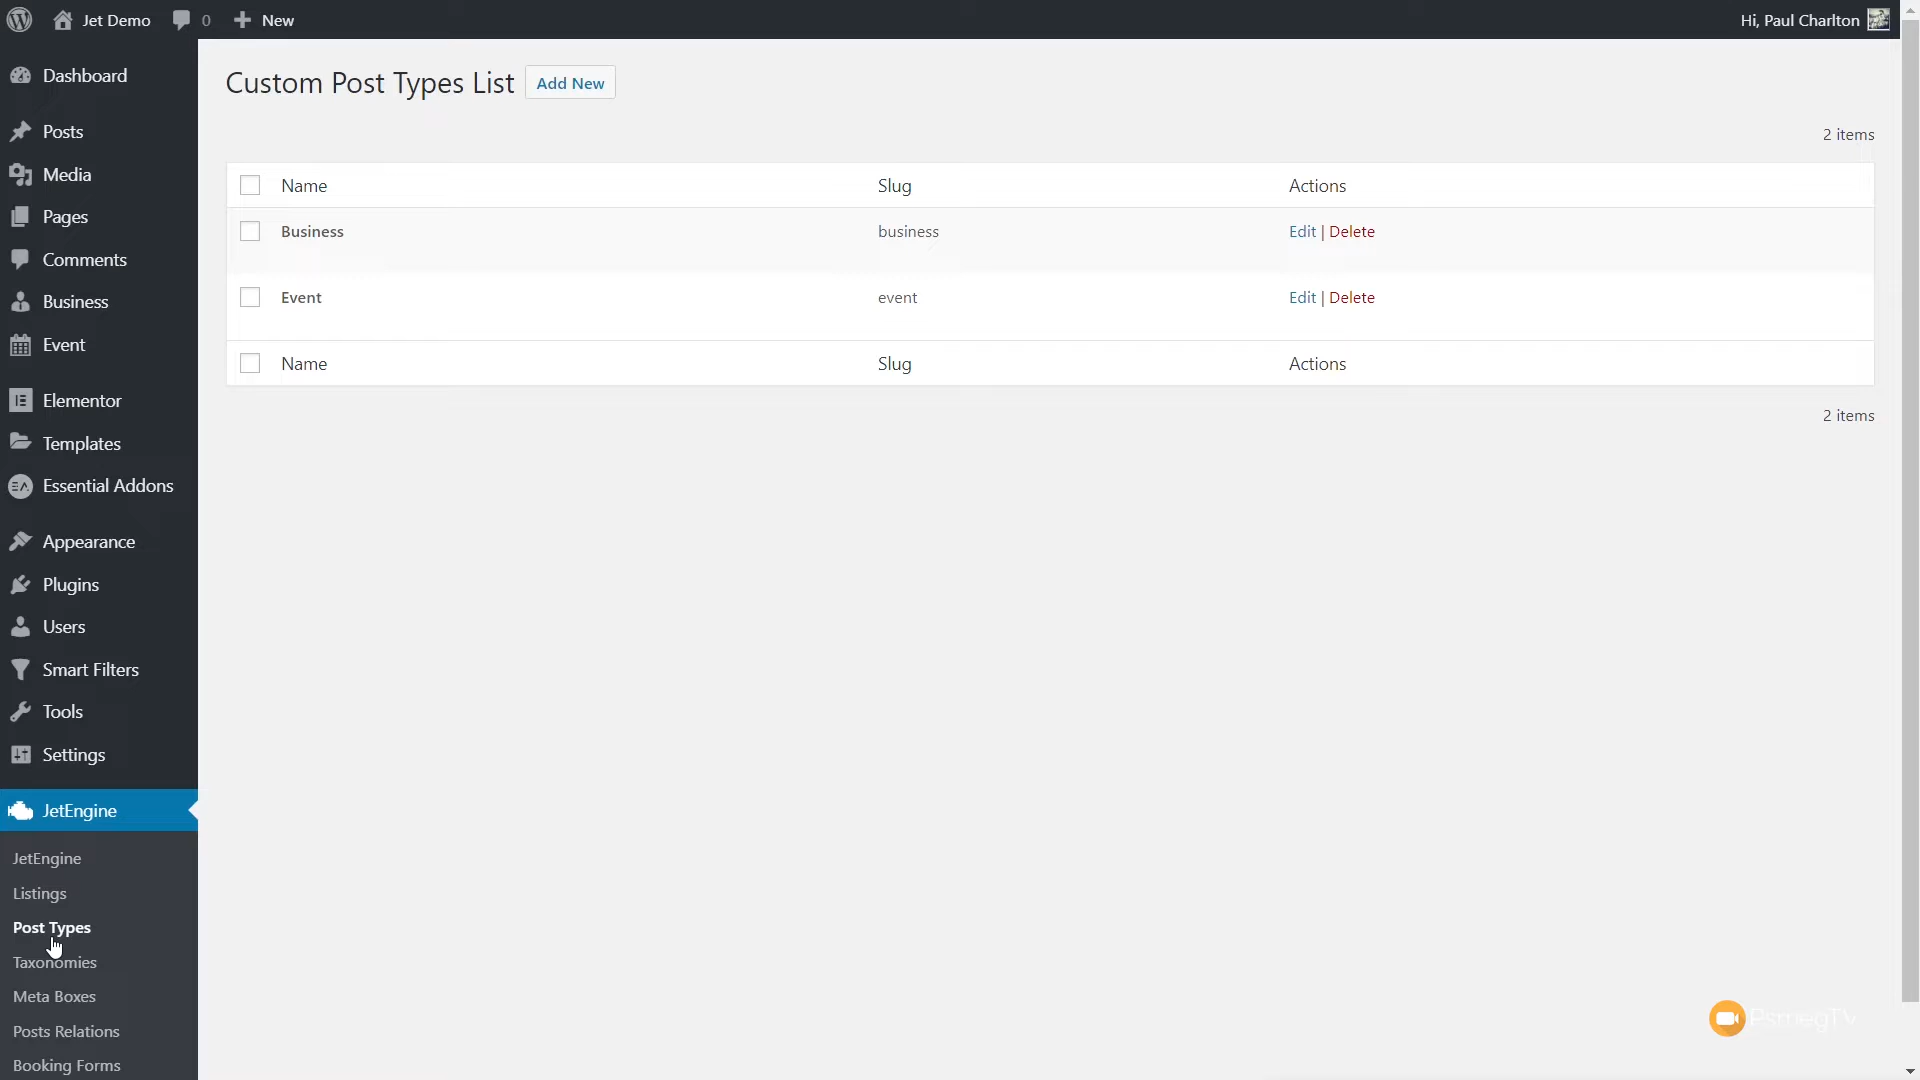 Jet Demo 0 New Hi, Paul Charlton
Dashboard
Posts
Media
Pages
Comments
Business
Event
Elementor
Templates
Essential Addons
Appearance
Plugins
Users
Smart Filters
Tools
Settings
JetEngine
JetEngine
Listings
Post Types
Taxonomies
Meta Boxes
Posts Relations
Booking Forms
Custom Post Types List Add New
2 items
Name Slug Actions
Business business Edit | Delete
Event event Edit | Delete
Name Slug Actions
2 items